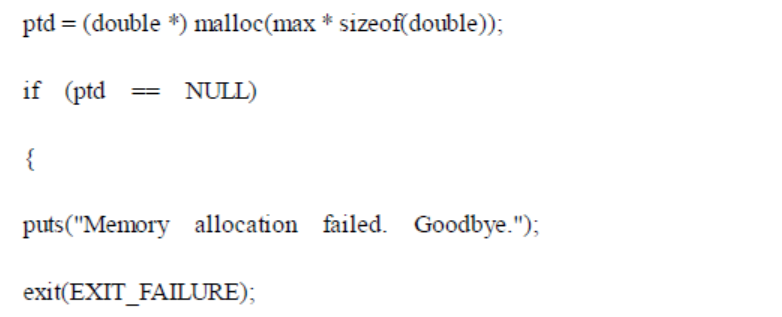 ptd = (double *) malloc(max * sizeof(double));
if (ptd == NULL)
{
puts("Memory allocation failed. Goodbye.");
exit(EXIT_FAILURE);